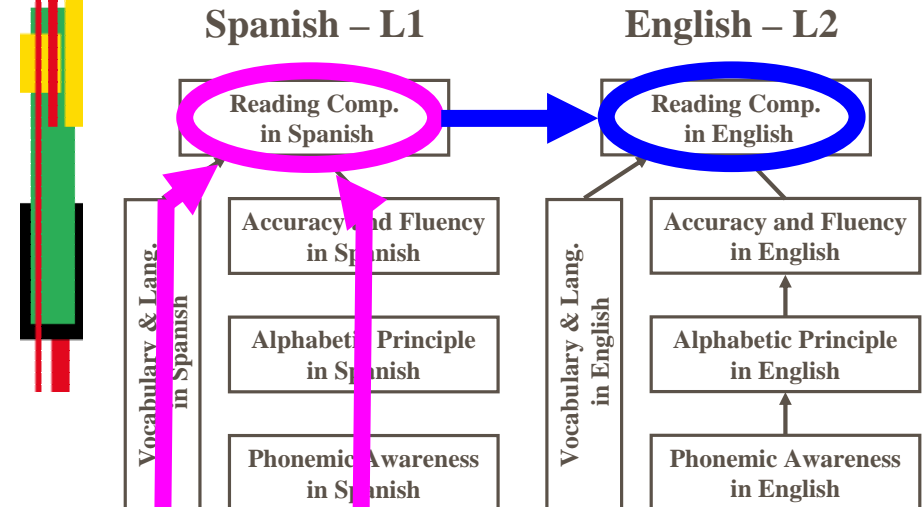 Spanish – L1
English – L2
Reading Comp.
in Spanish
Reading Comp.
in English
Vocabulary & Lang.
in Spanish
Accuracy and Fluency
in Spanish
Alphabetic Principle
in Spanish
Phonemic Awareness
in Spanish
Vocabulary & Lang.
in English
Accuracy and Fluency
in English
Alphabetic Principle
in English
Phonemic Awareness
in English